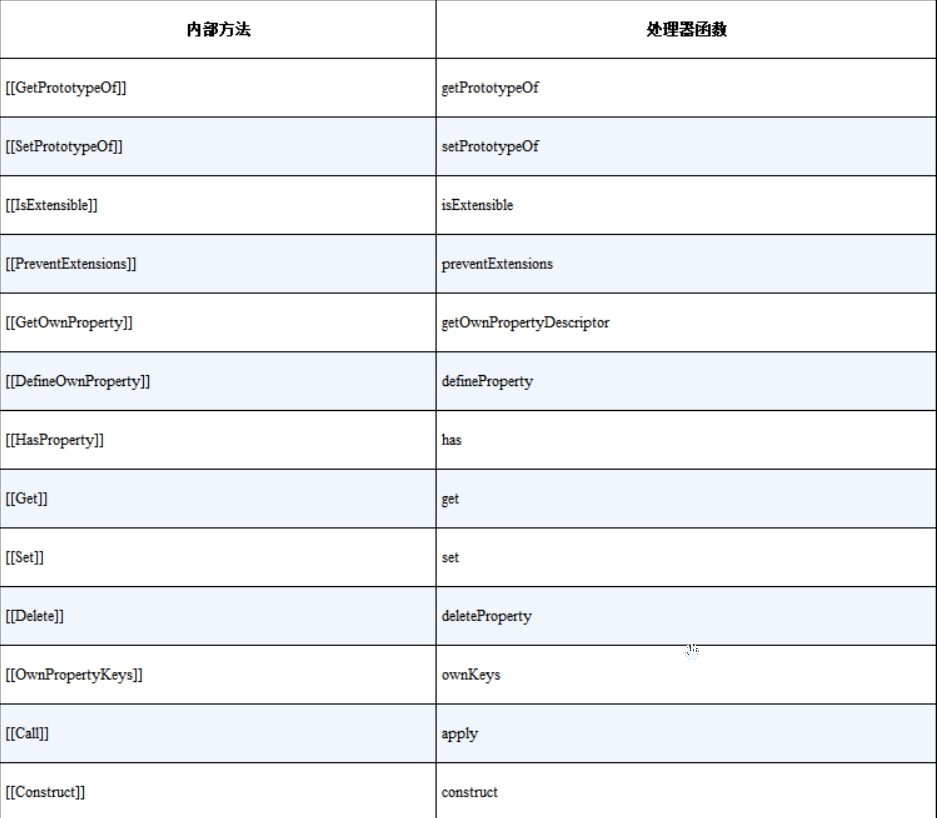 内部方法 处理器函数
[[GetPrototypeOf]] getPrototypeOf
[[SetPrototypeOf]] setPrototypeOf
[[IsExtensible]] isExtensible
[[PreventExtensions]] preventExtensions
[[GetOwnProperty]] getOwnPropertyDescriptor
[[DefineOwnProperty]] defineProperty
[[HasProperty]] has
[[Get]] get
[[Set]] set
[[Delete]] deleteProperty
[[OwnPropertyKeys]] ownKeys
[[Call]] apply
[[Construct]] construct